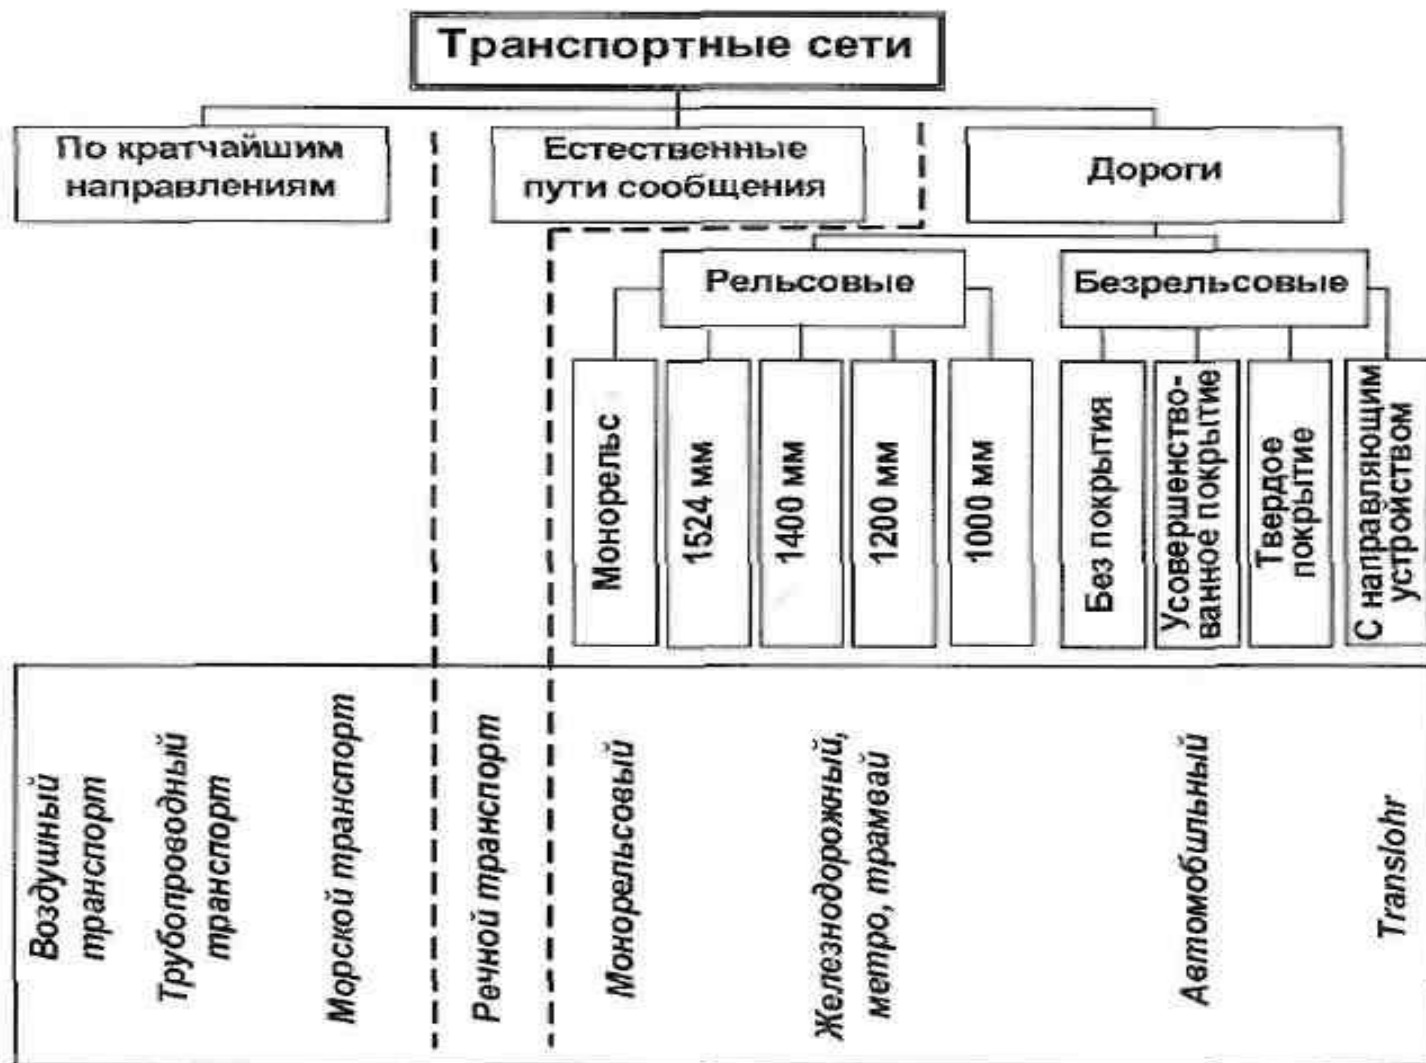 Транспортные сети
По кратчайшим
направлениям
Естественные
пути сообщения
Дороги
Рельсовые
Безрельсовые
Монорельс
1524 мм
1400 мм
1200 мм
1000 мм
Без покрытия
Усовершенство-
ванное покрытие
Твердое
покрытие
С направляющим
устройством
Воздушный
транспорт
Трубопроводный
транспорт
Морской транспорт
Речной транспорт
Монорельсовый
Железнодорожный,
метро, трамвай
Автомобильный
Translohr